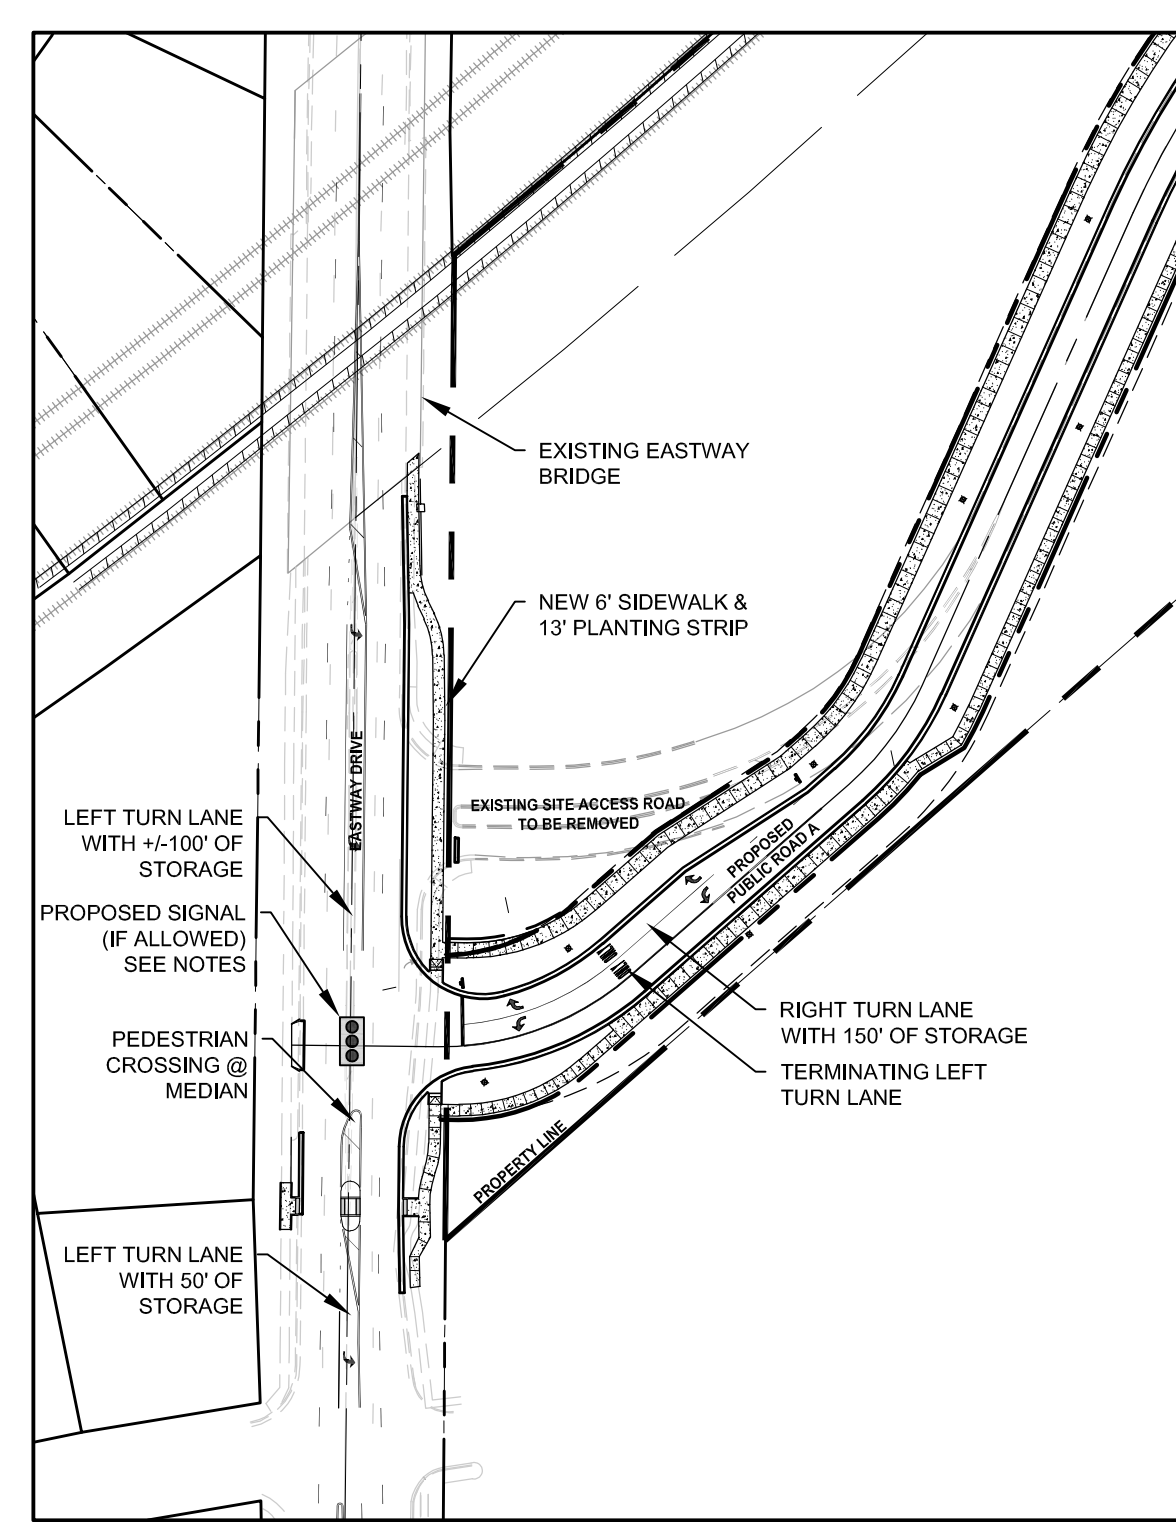 EXISTING EASTWAY
BRIDGE
NEW 6' SIDEWALK &
13' PLANTING STRIP
EASTWAY DRIVE
EXISTING SITE ACCESS ROAD
TO BE REMOVED
PROPOSED
PUBLIC ROAD A
LEFT TURN LANE
WITH +/-100' OF
STORAGE
PROPOSED SIGNAL
(IF ALLOWED)
SEE NOTES
PEDESTRIAN
CROSSING @
MEDIAN
RIGHT TURN LANE
WITH 150' OF STORAGE
TERMINATING LEFT
TURN LANE
PROPERTY LINE
LEFT TURN LANE
WITH 50' OF
STORAGE